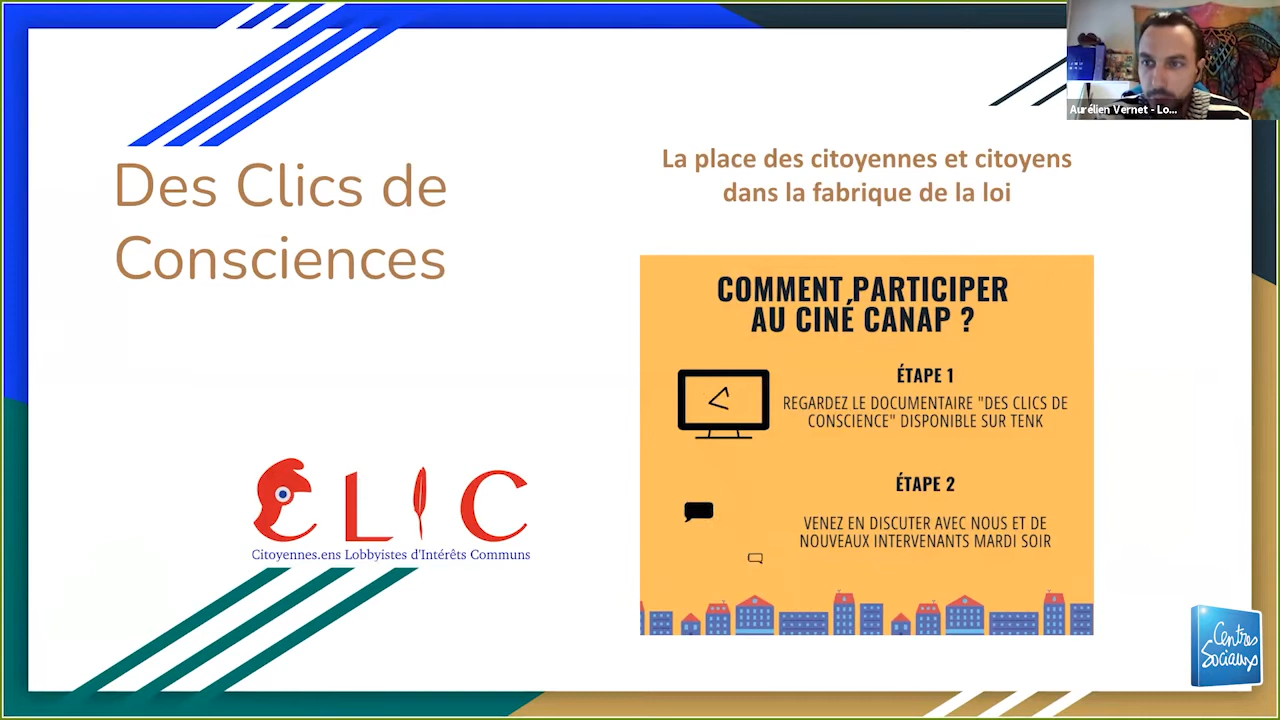 Aurélien Vernet - Lo...
Des Clics de
Consciences
La place des citoyennes et citoyens
dans la fabrique de la loi
COMMENT PARTICIPER
AU CINÉ CANAP ?
ÉTAPE 1
REGARDEZ LE DOCUMENTAIRE "DES CLICS DE
CONSCIENCE" DISPONIBLE SUR TENK
ÉTAPE 2
VENEZ EN DISCUTER AVEC NOUS ET DE
NOUVEAUX INTERVENANTS MARDI SOIR
CLIC
Citoyennes.ens Lobbyistes d'Intérêts Communs
Centres
Sociaux